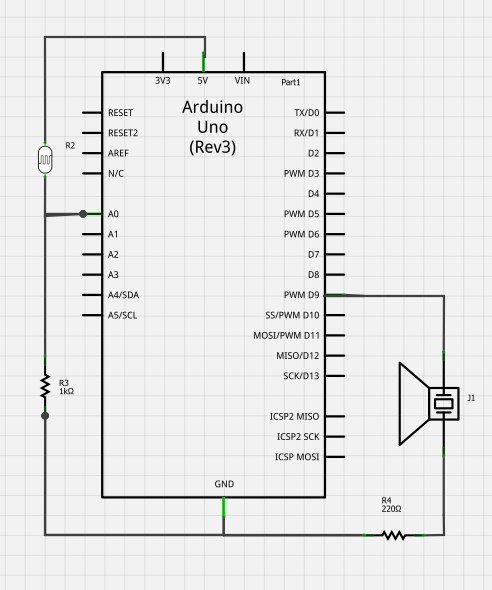 3V3
5V
VIN
Part1
Arduino
Uno
(Rev3)
RESET
RESET2
AREF
N/C
A0
A1
A2
A3
A4/SDA
A5/SCL
TX/D0
RX/D1
D2
PWM D3
D4
PWM D5
PWM D6
D7
D8
PWM D9
SS/PWM D10
MOSI/PWM D11
MISO/D12
SCK/D13
ICSP2 MISO
ICSP2 SCK
ICSP MOSI
GND
R2
R3
1kΩ
J1
R4
220Ω